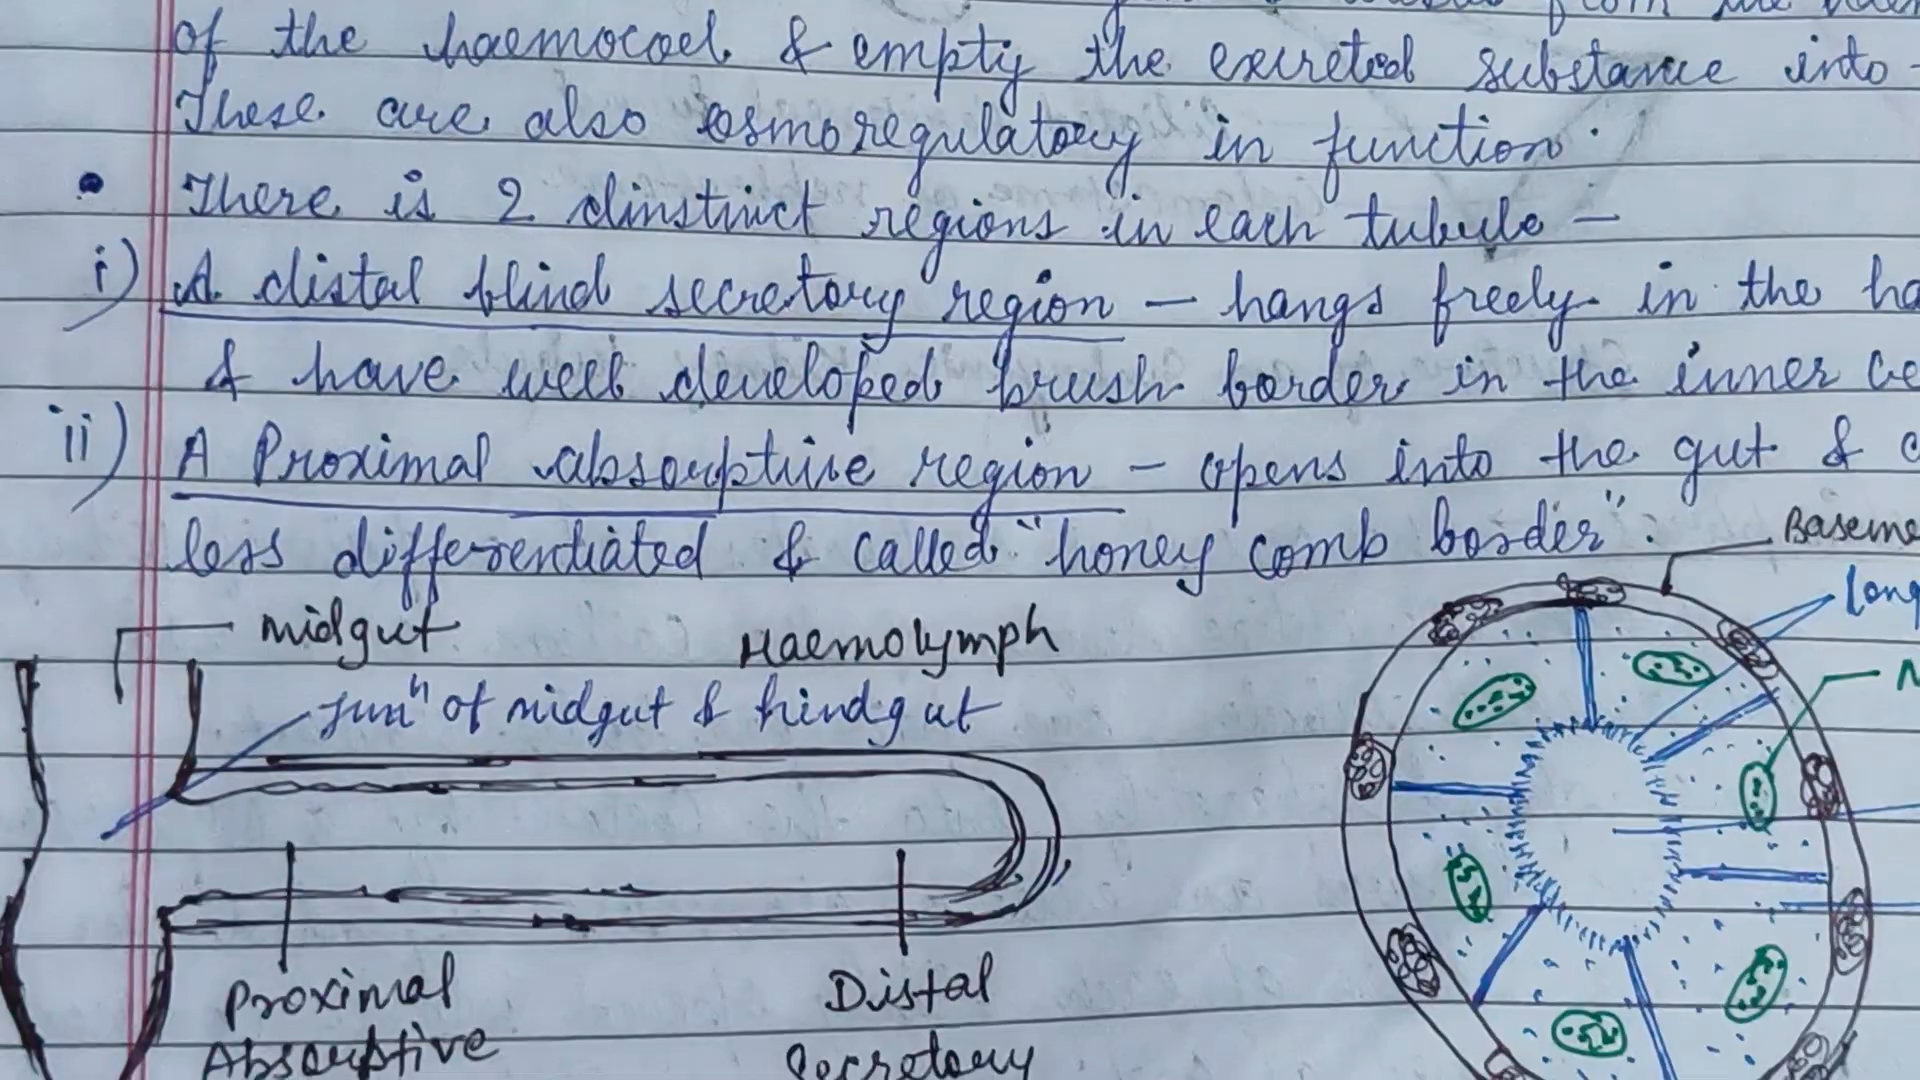 of the haemocoel & empty the excreted substance into
These are also osmoregulatory in function.
• There is 2 dinstinct regions in each tubule –
i) A distal blind secretory region – hangs freely in the
& have well developed brush border in the inner
ii) A Proximal absorptive region – opens into the gut &
less differentiated & called "honey comb border".
Midgut
Haemolymph
junⁿ of midgut & hindgut
Proximal
Absorptive
Distal
Secretory